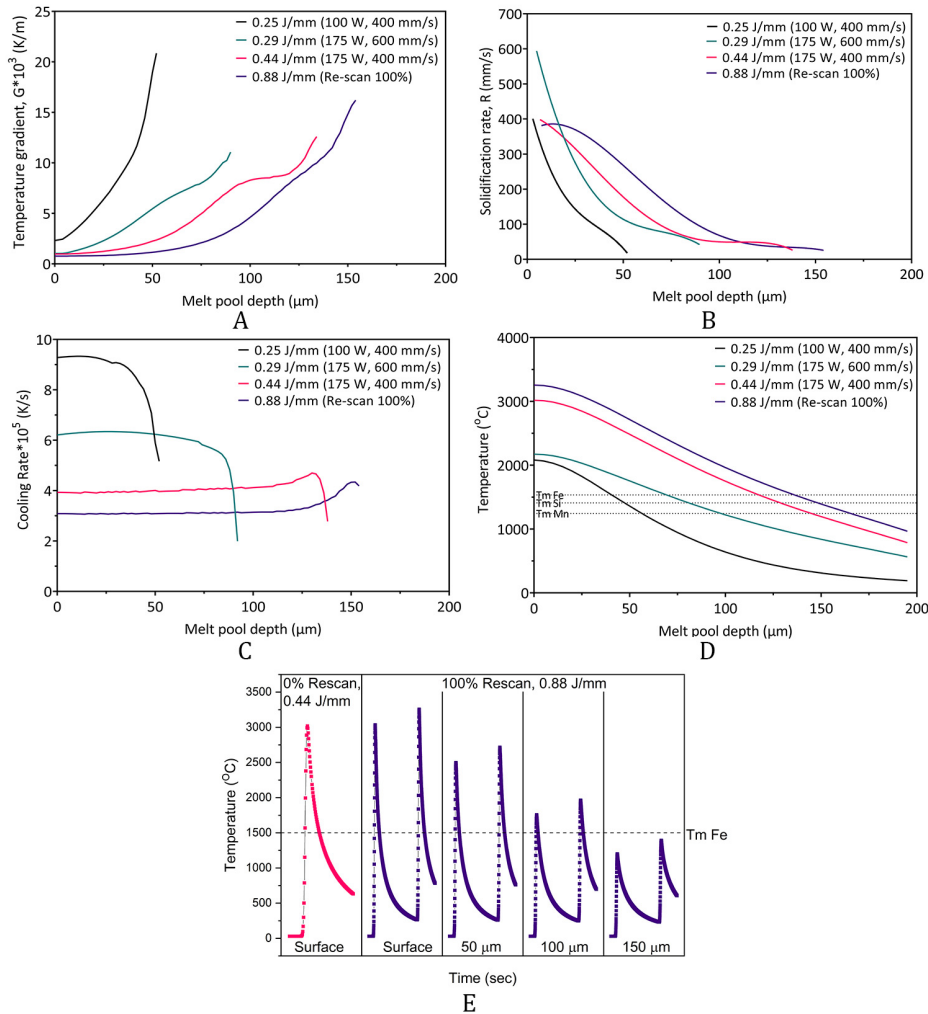 0.25 J/mm (100 W, 400 mm/s)
0.29 J/mm (175 W, 600 mm/s)
0.44 J/mm (175 W, 400 mm/s)
0.88 J/mm (Re-scan 100%)
Temperature gradient, G*10³ (K/m)
25
20
15
10
5
0
0 50 100 150 200
Melt pool depth (µm)
A
0.25 J/mm (100 W, 400 mm/s)
0.29 J/mm (175 W, 600 mm/s)
0.44 J/mm (175 W, 400 mm/s)
0.88 J/mm (Re-scan 100%)
Solidification rate, R (mm/s)
700
600
500
400
300
200
100
0
0 50 100 150 200
Melt pool depth (µm)
B
0.25 J/mm (100 W, 400 mm/s)
0.29 J/mm (175 W, 600 mm/s)
0.44 J/mm (175 W, 400 mm/s)
0.88 J/mm (Re-scan 100%)
Cooling Rate*10⁵ (K/s)
10
8
6
4
2
0
0 50 100 150 200
Melt pool depth (µm)
C
0.25 J/mm (100 W, 400 mm/s)
0.29 J/mm (175 W, 600 mm/s)
0.44 J/mm (175 W, 400 mm/s)
0.88 J/mm (Re-scan 100%)
Temperature (°C)
4000
3000
2000
1000
0
Tm Fe
Tm Si
Tm Mn
0 50 100 150 200
Melt pool depth (µm)
D
0% Rescan,
0.44 J/mm
100% Rescan, 0.88 J/mm
Temperature (°C)
3500
3000
2500
2000
1500
1000
500
0
Tm Fe
Surface Surface 50 µm 100 µm 150 µm
Time (sec)
E